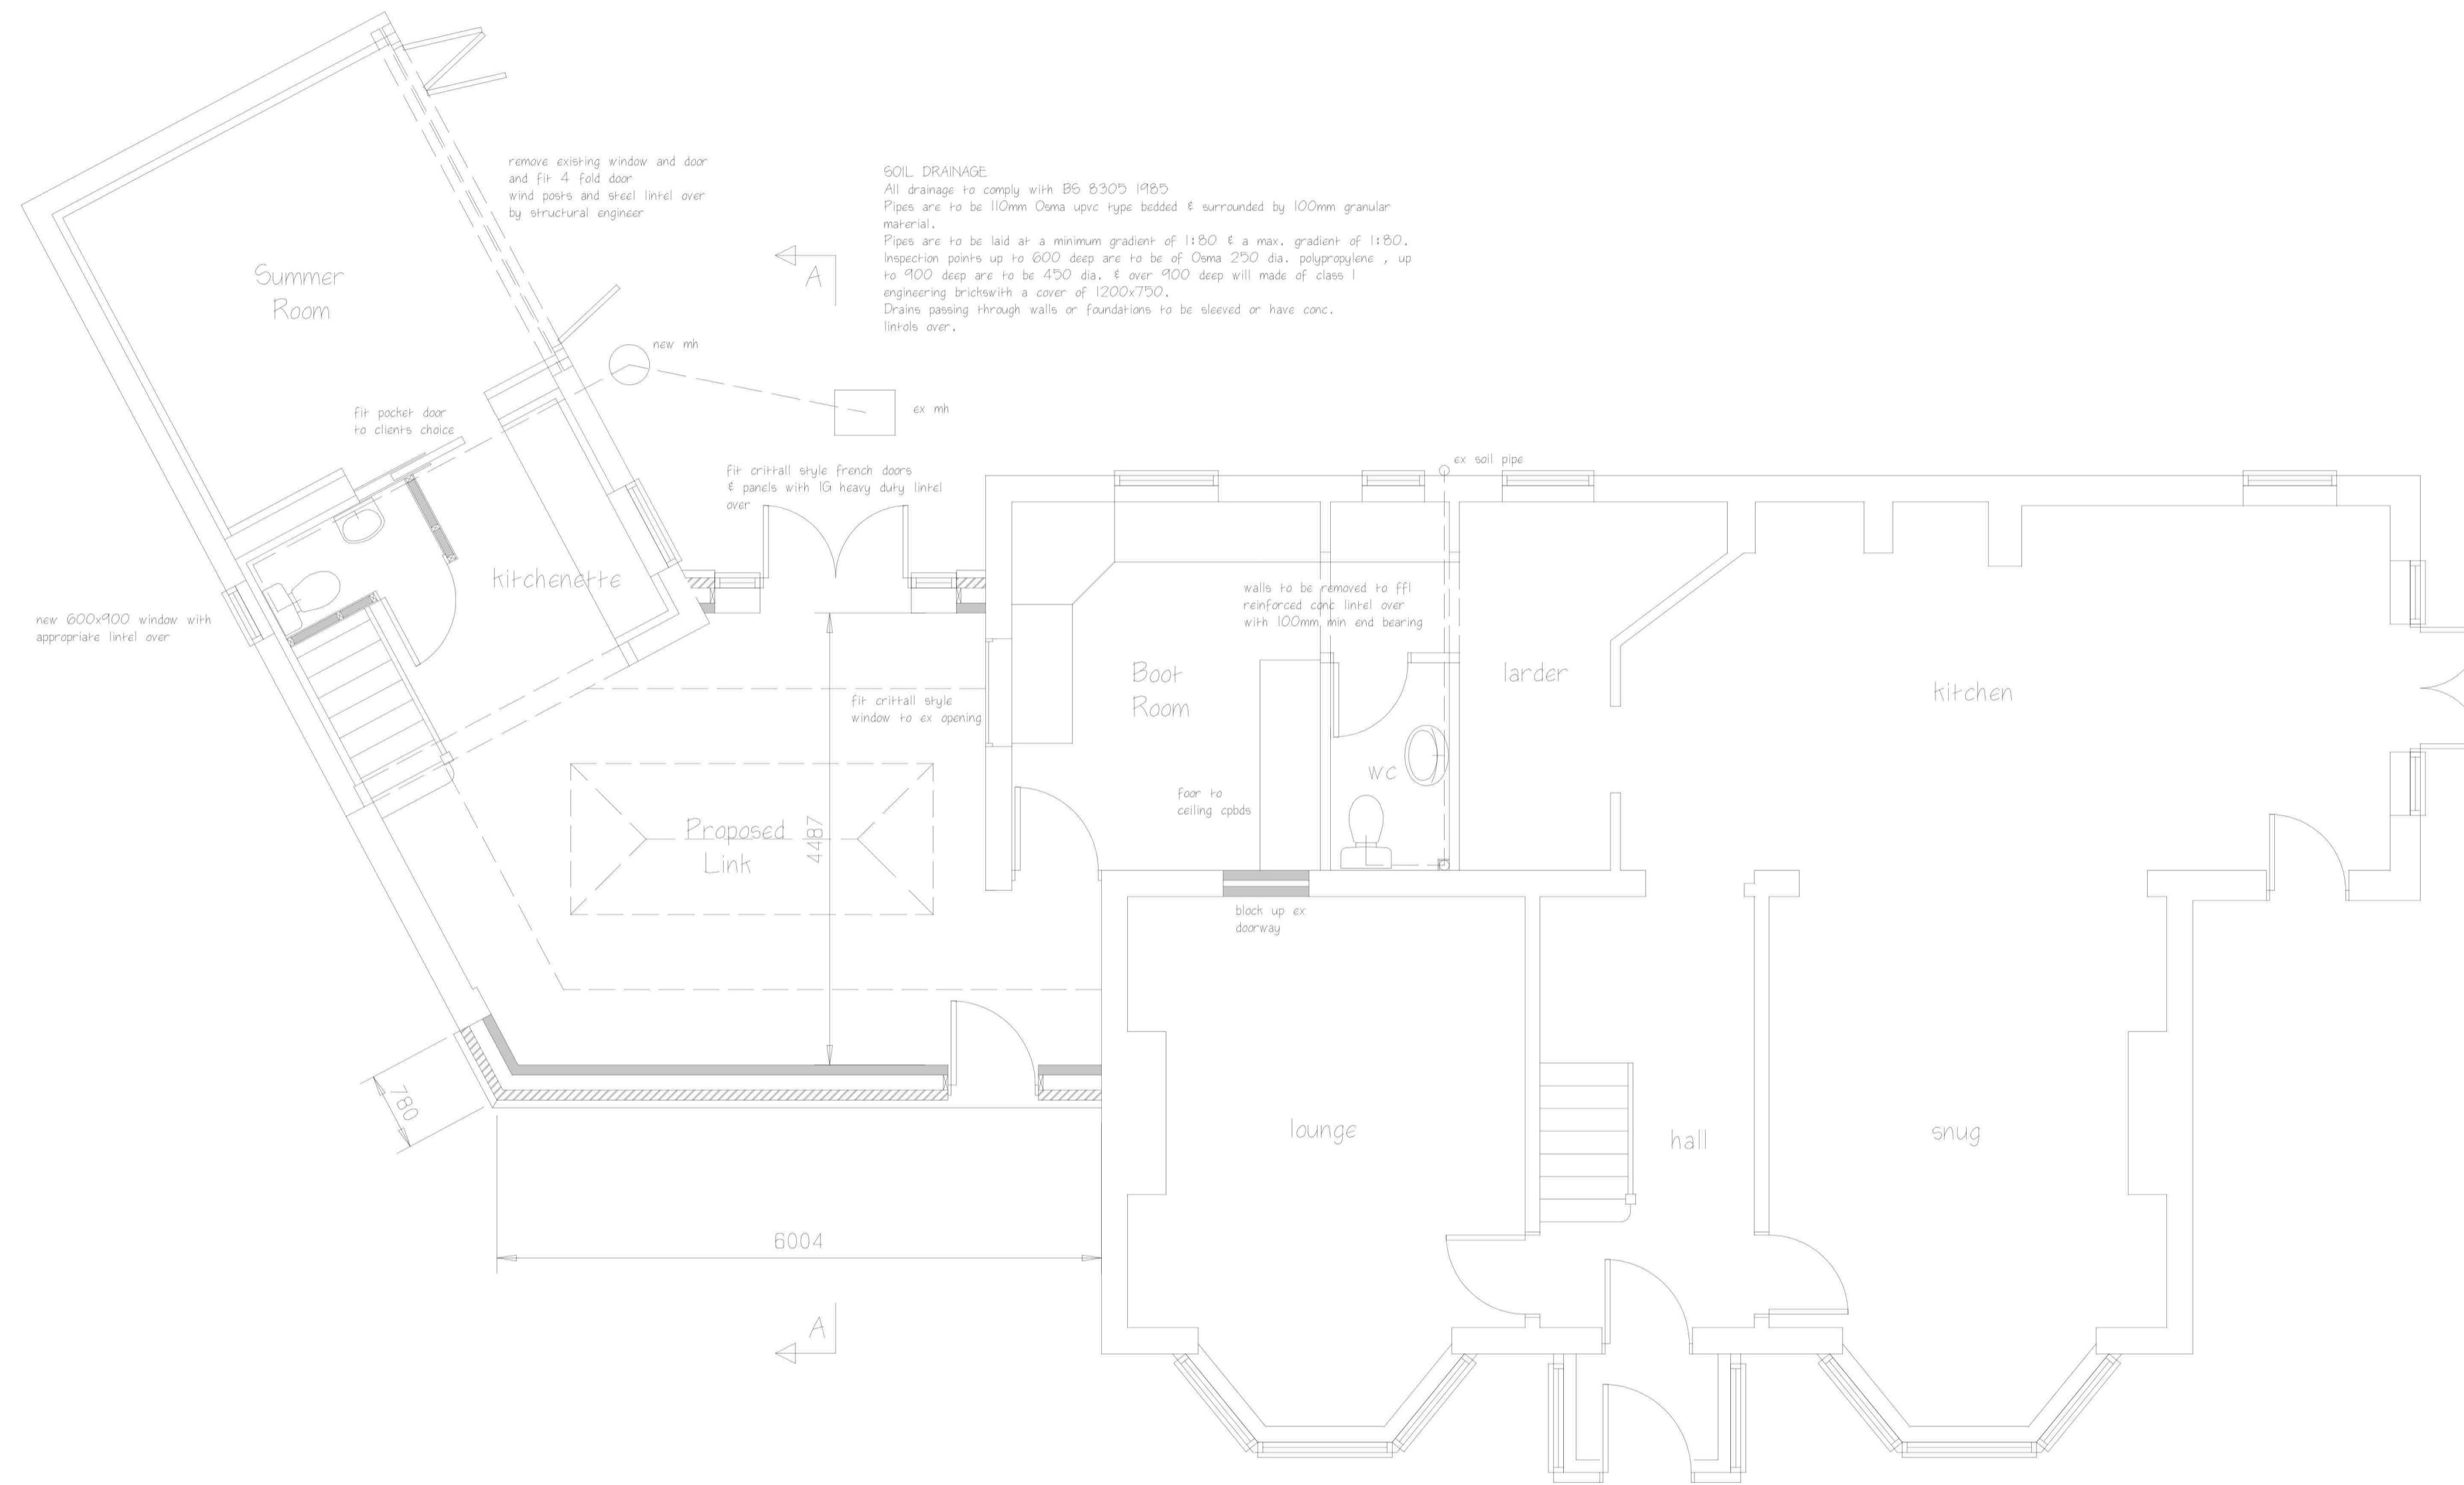 remove existing window and door
and fit 4 fold door
wind posts and steel lintel over
by structural engineer
SOIL DRAINAGE
All drainage to comply with BS 8305 1985
Pipes are to be 110mm Osma upvc type bedded & surrounded by 100mm granular
material.
Pipes are to be laid at a minimum gradient of 1:80 & a max. gradient of 1:80.
Inspection points up to 600 deep are to be of Osma 250 dia. polypropylene , up
to 900 deep are to be 450 dia. & over 900 deep will made of class 1
engineering brickswith a cover of 1200x750.
Drains passing through walls or foundations to be sleeved or have conc.
lintols over.
Summer
Room
A
new mh
ex mh
fit pocket door
to clients choice
fit crittall style french doors
& panels with IG heavy duty lintel
over
ex soil pipe
kitchenette
new 600x900 window with
appropriate lintel over
walls to be removed to ffl
reinforced conc lintel over
with 100mm min end bearing
Boot
Room
larder
kitchen
fit crittall style
window to ex opening
WC
foor to
ceiling cpbds
Proposed
Link
4487
block up ex
doorway
780
lounge
hall
snug
6004
A